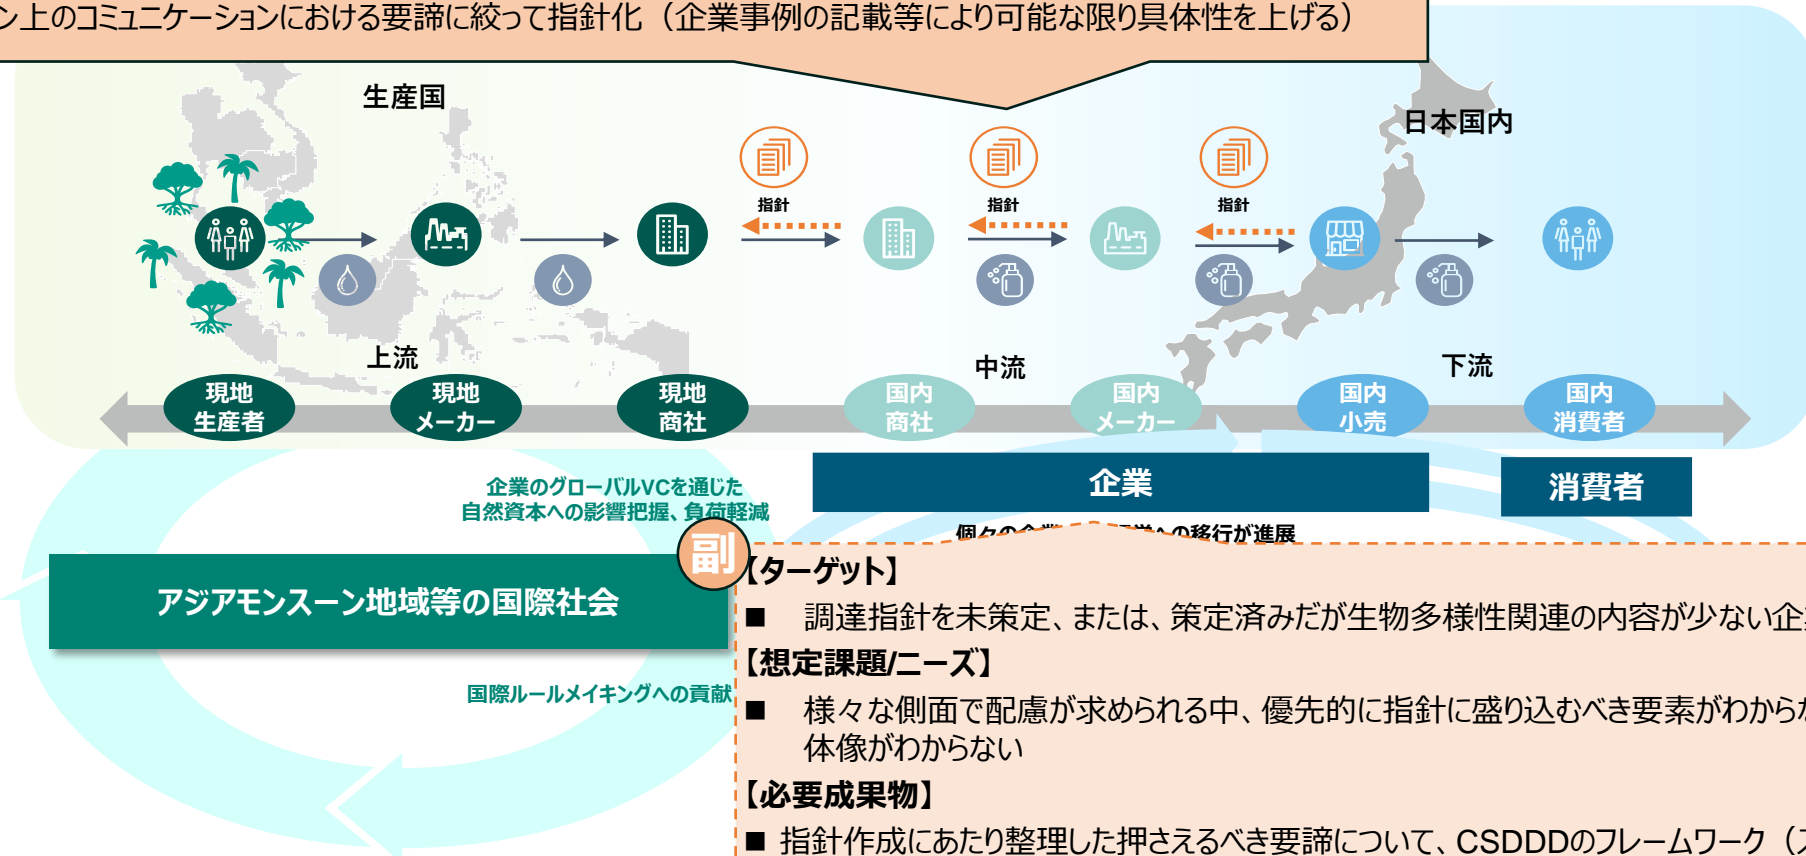 ン上のコミュニケーションにおける要諦に絞って指針化（企業事例の記載等により可能な限り具体性を上げる）
生産国
日本国内
指針
指針
指針
上流
中流
下流
現地
生産者
現地
メーカー
現地
商社
国内
商社
国内
メーカー
国内
小売
国内
消費者
企業のグローバルVCを通じた
自然資本への影響把握、負荷軽減
企業
消費者
個々の企業
への移行が進展
副
アジアモンスーン地域等の国際社会
国際ルールメイキングへの貢献
【ターゲット】
■ 調達指針を未策定、または、策定済みだが生物多様性関連の内容が少ない企
【想定課題/ニーズ】
■ 様々な側面で配慮が求められる中、優先的に指針に盛り込むべき要素がわから
体像がわからない
【必要成果物】
■ 指針作成にあたり整理した押さえるべき要諦について、CSDDDのフレームワーク（